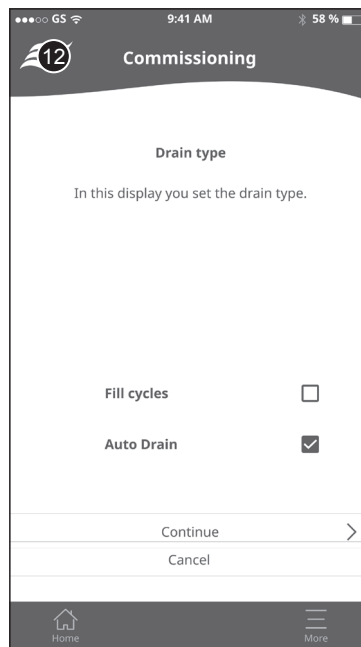 GS 9:41 AM 58 %
12 Commissioning
Drain type
In this display you set the drain type.
Fill cycles
Auto Drain
Continue
Cancel
Home More